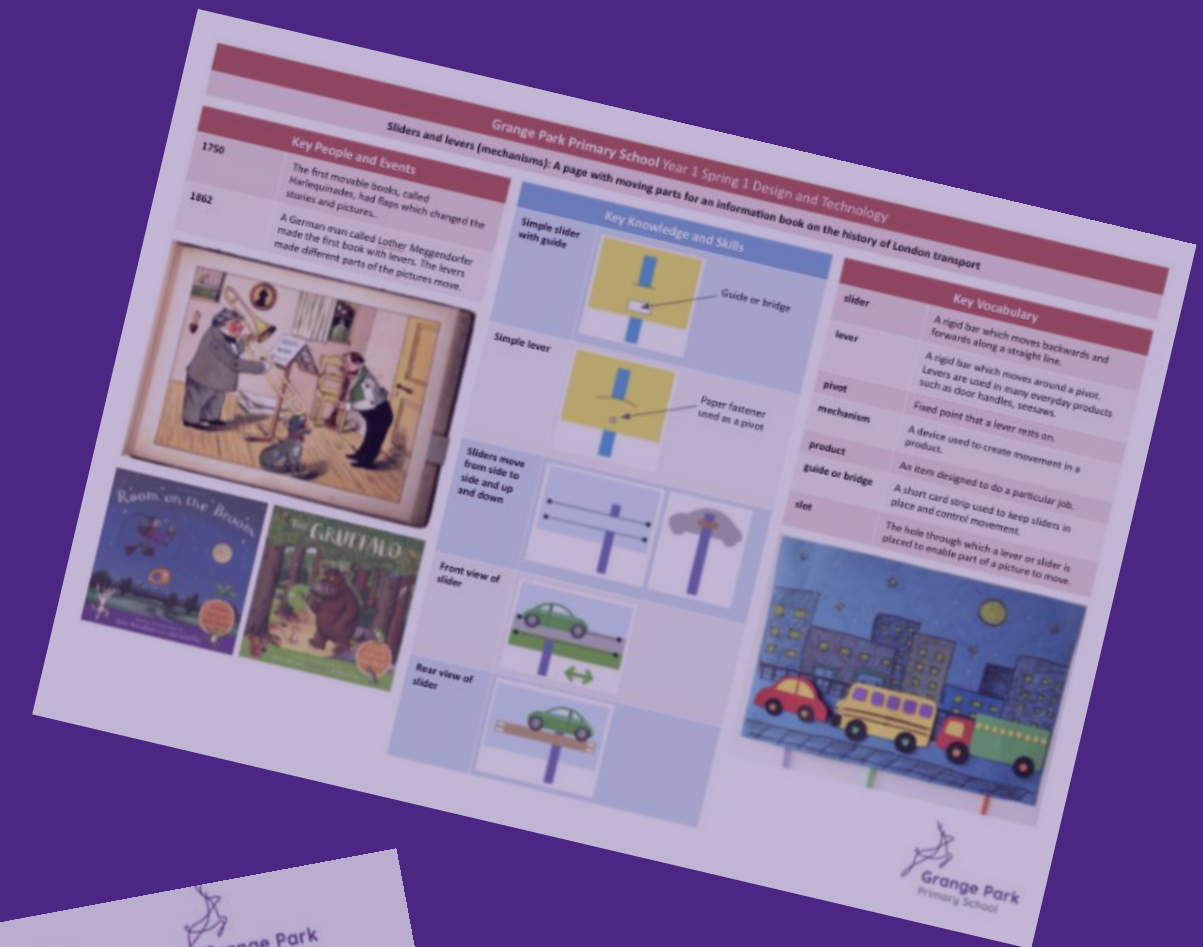 Grange Park Primary School Year 1 Spring 1 Design and Technology
Sliders and levers (mechanisms): A page with moving parts for an information book on the history of London transport
Key People and Events
1750
The first movable books, called
Harlequinades, had flaps which changed the
stories and pictures..
1862
A German man called Lother Meggendorfer
made the first book with levers. The levers
made different parts of the pictures move.
Room on the Broom
THE GRUFFALO
Key Knowledge and Skills
Simple slider
with guide
Guide or bridge
Simple lever
Paper fastener
used as a pivot
Sliders move
from side to
side and up
and down
Front view of
slider
Rear view of
slider
Key Vocabulary
slider
A rigid bar which moves backwards and
forwards along a straight line.
lever
A rigid bar which moves around a pivot.
Levers are used in many everyday products
such as door handles, seesaws.
pivot
Fixed point that a lever rests on.
mechanism
A device used to create movement in a
product.
product
An item designed to do a particular job.
guide or bridge
A short card strip used to keep sliders in
place and control movement.
slot
The hole through which a lever or slider is
placed to enable part of a picture to move.
Grange Park
Primary School
Grange Park